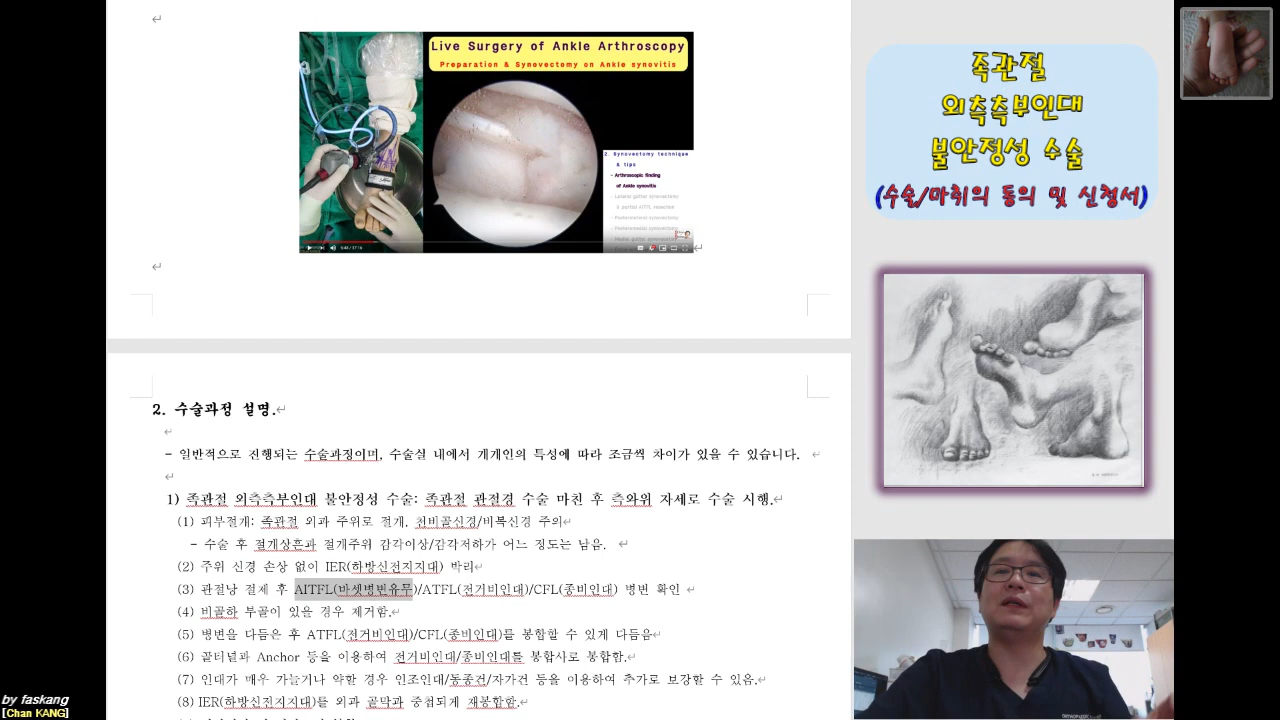 Live Surgery of Ankle Arthroscopy
Preparation & Synovectomy on Ankle synovitis
2. Synovectomy technique
& tips
- Arthroscopic finding
of Ankle synovitis
- Lateral gutter synovectomy
& partial AITFL resection
- Posterolateral synovectomy
- Posteromedial synovectomy
- Medial gutter synovectomy
2. 수술과정 설명.
- 일반적으로 진행되는 수술과정이며, 수술실 내에서 개개인의 특성에 따라 조금씩 차이가 있을 수 있습니다.
1) 족관절 외측측부인대 불안정성 수술: 족관절 관절경 수술 마친 후 측와위 자세로 수술 시행.
(1) 피부절개: 족관절 외과 주위로 절개, 천비골신경/비복신경 주의
- 수술 후 절개상흔과 절개주위 감각이상/감각저하가 어느 정도는 남음.
(2) 주위 신경 손상 없이 IER(하방신전지지대) 박리
(3) 관절낭 절제 후 AITFL(바셋병변유무)/ATFL(전기비인대)/CFL(종비인대) 병변 확인
(4) 비골하 부골이 있을 경우 제거함.
(5) 병변을 다듬은 후 ATFL(전거비인대)/CFL(종비인대)를 봉합할 수 있게 다듬음
(6) 골터널과 Anchor 등을 이용하여 전거비인대/종비인대를 봉합사로 봉합함.
(7) 인대가 매우 가늘거나 약할 경우 인조인대/동종건/자가건 등을 이용하여 추가로 보강할 수 있음.
(8) IER(하방신전지지대)를 외과 골막과 중첩되게 재봉합함.
족관절
외측측부인대
불안정성 수술
(수술/마취의 동의 및 신청서)
by faskang
[Chan KANG]